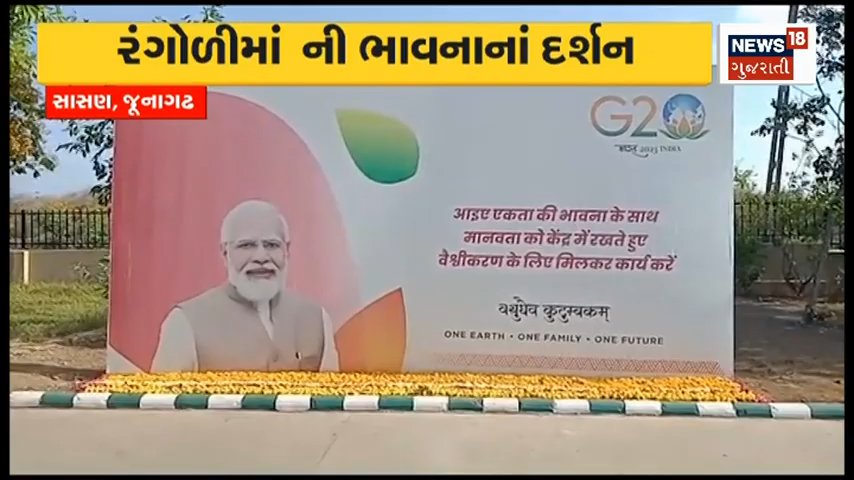 રંગોળીમાં ની ભાવનાનાં દર્શન
NEWS 18
ગુજરાતી
સાસણ, જૂનાગઢ
G20
भारत 2023 INDIA
आइए एकता की भावना के साथ
मानवता को केंद्र में रखते हुए
वैश्वीकरण के लिए मिलकर कार्य करें
वसुधैव कुटुम्बकम्
ONE EARTH • ONE FAMILY • ONE FUTURE